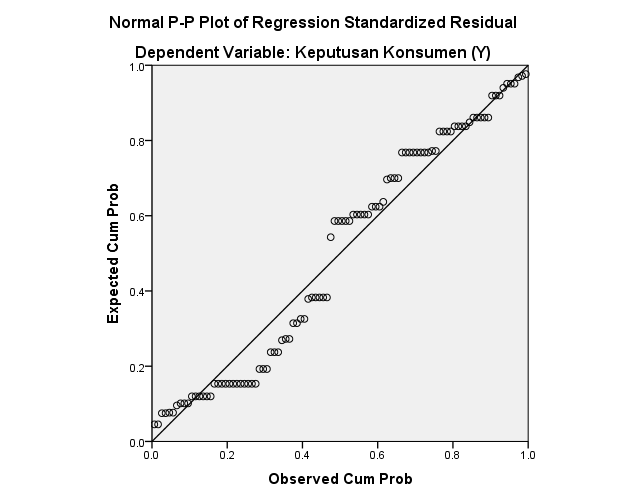 Normal P-P Plot of Regression Standardized Residual
Dependent Variable: Keputusan Konsumen (Y)
1.0
0.8
0.6
0.4
0.2
0.0
Expected Cum Prob
0.0 0.2 0.4 0.6 0.8 1.0
Observed Cum Prob